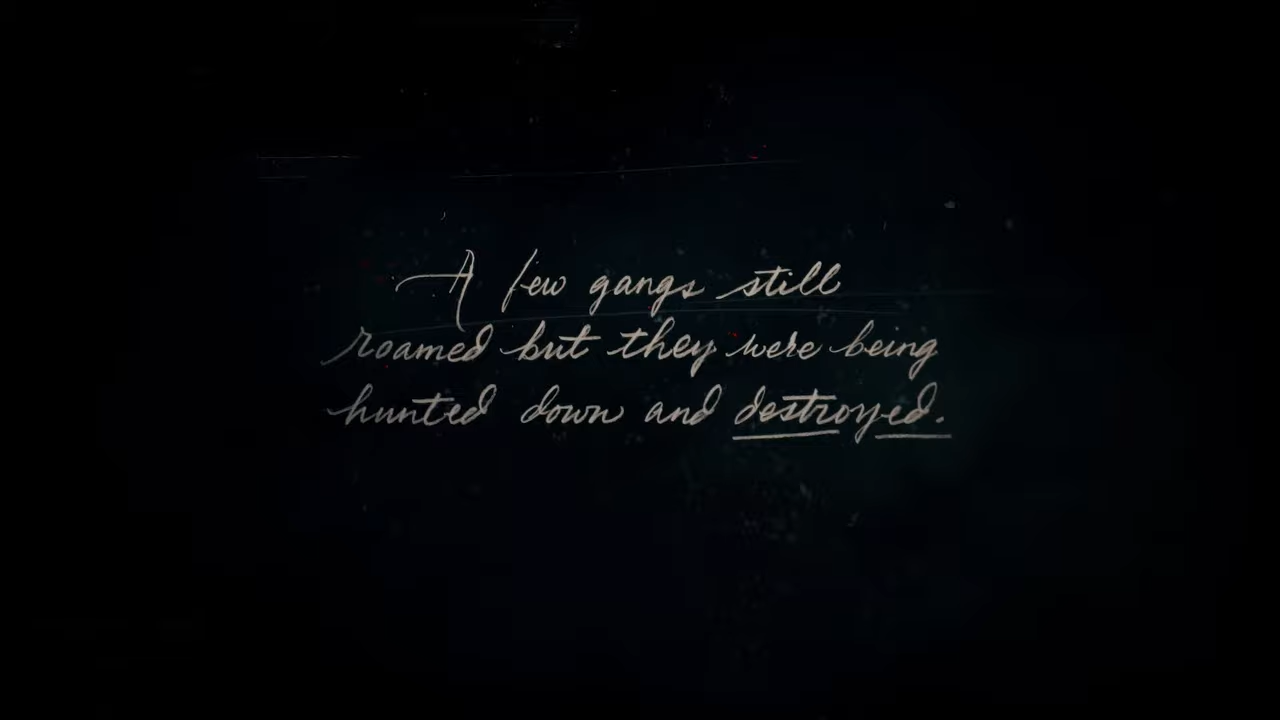 A few gangs still
roamed but they were being
hunted down and destroyed.